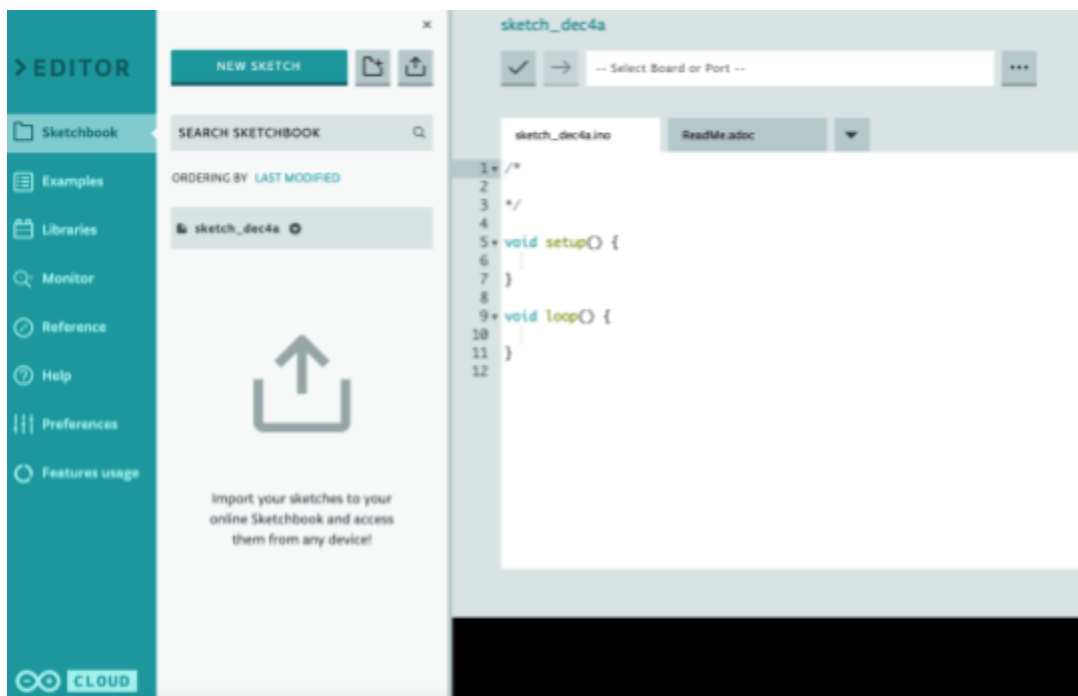 >EDITOR
Sketchbook
Examples
Libraries
Monitor
Reference
Help
Preferences
Features usage
CLOUD
×
NEW SKETCH
SEARCH SKETCHBOOK
ORDERING BY LAST MODIFIED
sketch_dec4a
Import your sketches to your
online Sketchbook and access
them from any device!
sketch_dec4a
-- Select Board or Port --
sketch_dec4a.ino ReadMe.adoc
1 /*
2
3 */
4
5 void setup() {
6
7 }
8
9 void loop() {
10
11 }
12